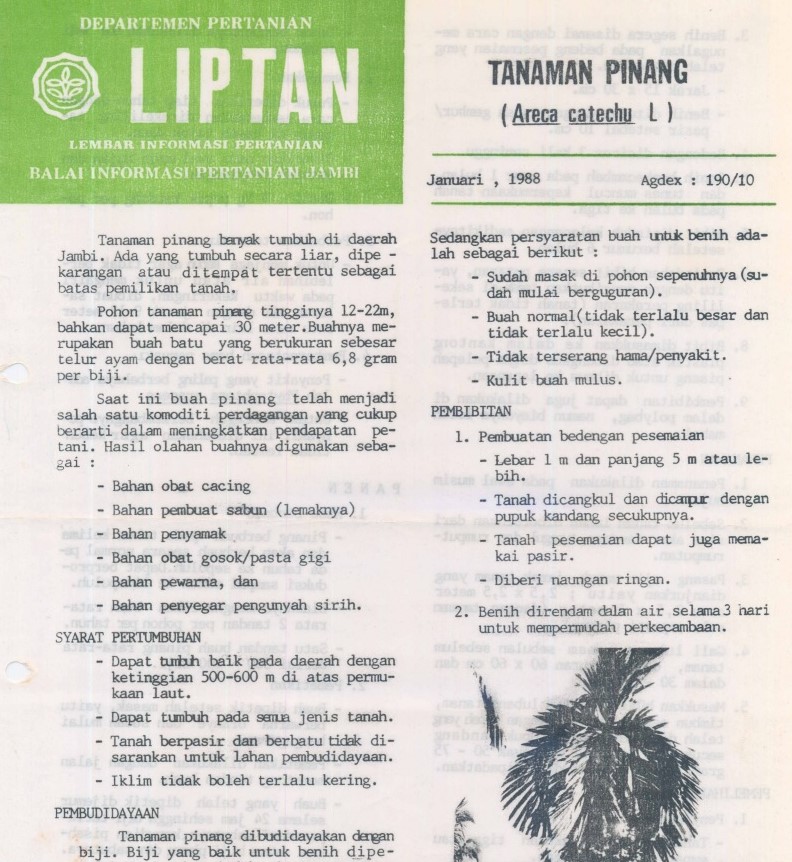 DEPARTEMEN PERTANIAN
LIPTAN
LEMBAR INFORMASI PERTANIAN
BALAI INFORMASI PERTANIAN JAMBI
TANAMAN PINANG
( Areca catechu L )
Januari , 1988 Agdex : 190/10
Tanaman pinang banyak tumbuh di daerah
Jambi. Ada yang tumbuh secara liar, dipe -
karangan atau ditempat tertentu sebagai
batas pemilikan tanah.
Pohon tanaman pinang tingginya 12-22m,
bahkan dapat mencapai 30 meter.Buahnya me-
rupakan buah batu yang berukuran sebesar
telur ayam dengan berat rata-rata 6,8 gram
per biji.
Saat ini buah pinang telah menjadi
salah satu komoditi perdagangan yang cukup
berarti dalam meningkatkan pendapatan pe-
tani. Hasil olahan buahnya digunakan seba-
gai :
- Bahan obat cacing
- Bahan pembuat sabun (lemaknya)
- Bahan penyamak
- Bahan obat gosok/pasta gigi
- Bahan pewarna, dan
- Bahan penyegar pengunyah sirih.
SYARAT PERTUMBUHAN
- Dapat tumbuh baik pada daerah dengan
ketinggian 500-600 m di atas permu-
kaan laut.
- Dapat tumbuh pada semua jenis tanah.
- Tanah berpasir dan berbatu tidak di-
sarankan untuk lahan pembudidayaan.
- Iklim tidak boleh terlalu kering.
PEMBUDIDAYAAN
Tanaman pinang dibudidayakan dengan
biji. Biji yang baik untuk benih dipe-
Sedangkan persyaratan buah untuk benih ada-
lah sebagai berikut :
- Sudah masak di pohon sepenuhnya (su-
dah mulai berguguran).
- Buah normal(tidak terlalu besar dan
tidak terlalu kecil).
- Tidak terserang hama/penyakit.
- Kulit buah mulus.
PEMBIBITAN
1. Pembuatan bedengan pesemaian
- Lebar 1 m dan panjang 5 m atau le-
bih.
- Tanah dicangkul dan dicampur dengan
pupuk kandang secukupnya.
- Tanah pesemaian dapat juga mema-
kai pasir.
- Diberi naungan ringan.
2. Benih direndam dalam air selama 3 hari
untuk mempermudah perkecambaan.